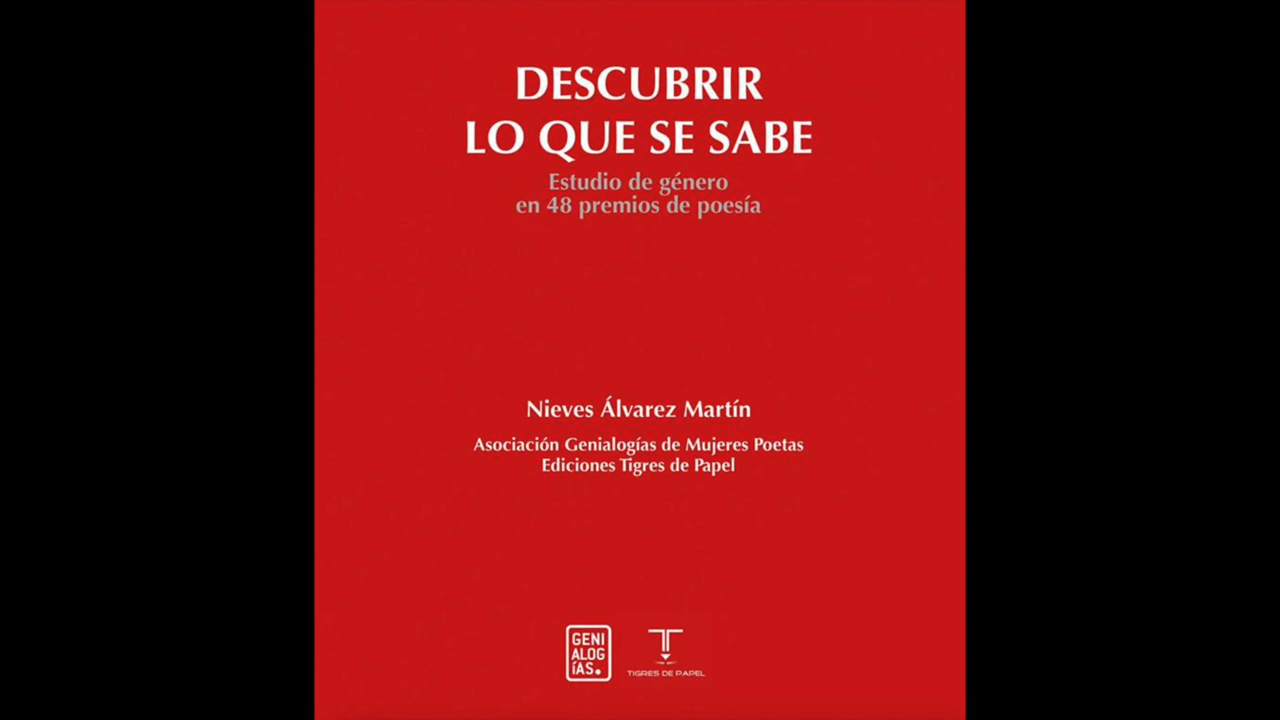 DESCUBRIR
LO QUE SE SABE
Estudio de género
en 48 premios de poesía
Nieves Álvarez Martín
Asociación Genialogías de Mujeres Poetas
Ediciones Tigres de Papel
GENI
ALOG
ÍAS.
TIGRES DE PAPEL